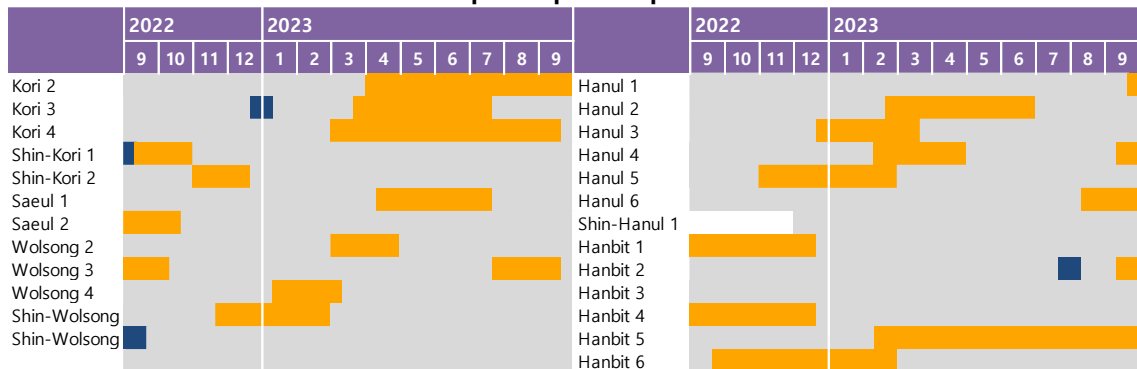 2022 2023
9 10 11 12 1 2 3 4 5 6 7 8 9
Kori 2
Kori 3
Kori 4
Shin-Kori 1
Shin-Kori 2
Saeul 1
Saeul 2
Wolsong 2
Wolsong 3
Wolsong 4
Shin-Wolsong
Shin-Wolsong
2022 2023
9 10 11 12 1 2 3 4 5 6 7 8 9
Hanul 1
Hanul 2
Hanul 3
Hanul 4
Hanul 5
Hanul 6
Shin-Hanul 1
Hanbit 1
Hanbit 2
Hanbit 3
Hanbit 4
Hanbit 5
Hanbit 6